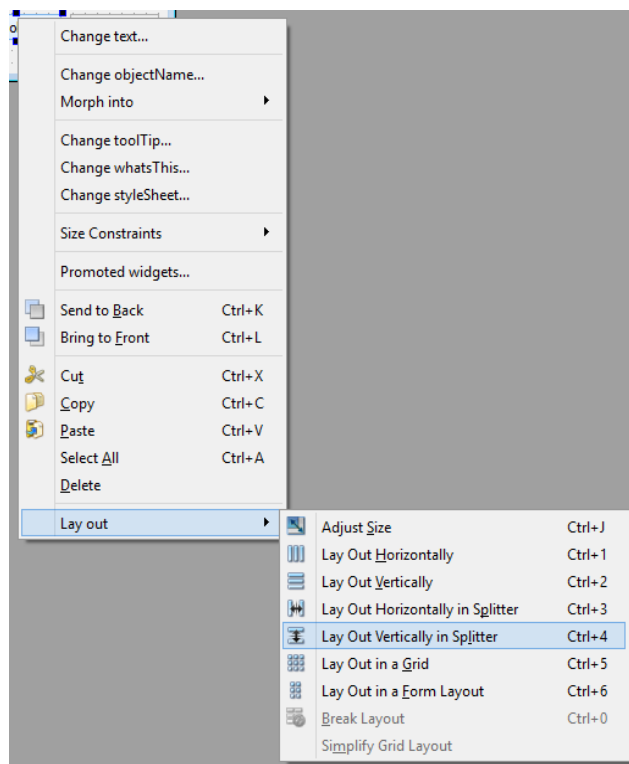 Change text...
Change objectName...
Morph into
Change toolTip...
Change whatsThis...
Change styleSheet...
Size Constraints
Promoted widgets...
Send to Back Ctrl+K
Bring to Front Ctrl+L
Cut Ctrl+X
Copy Ctrl+C
Paste Ctrl+V
Select All Ctrl+A
Delete
Lay out
Adjust Size Ctrl+J
Lay Out Horizontally Ctrl+1
Lay Out Vertically Ctrl+2
Lay Out Horizontally in Splitter Ctrl+3
Lay Out Vertically in Splitter Ctrl+4
Lay Out in a Grid Ctrl+5
Lay Out in a Form Layout Ctrl+6
Break Layout Ctrl+0
Simplify Grid Layout